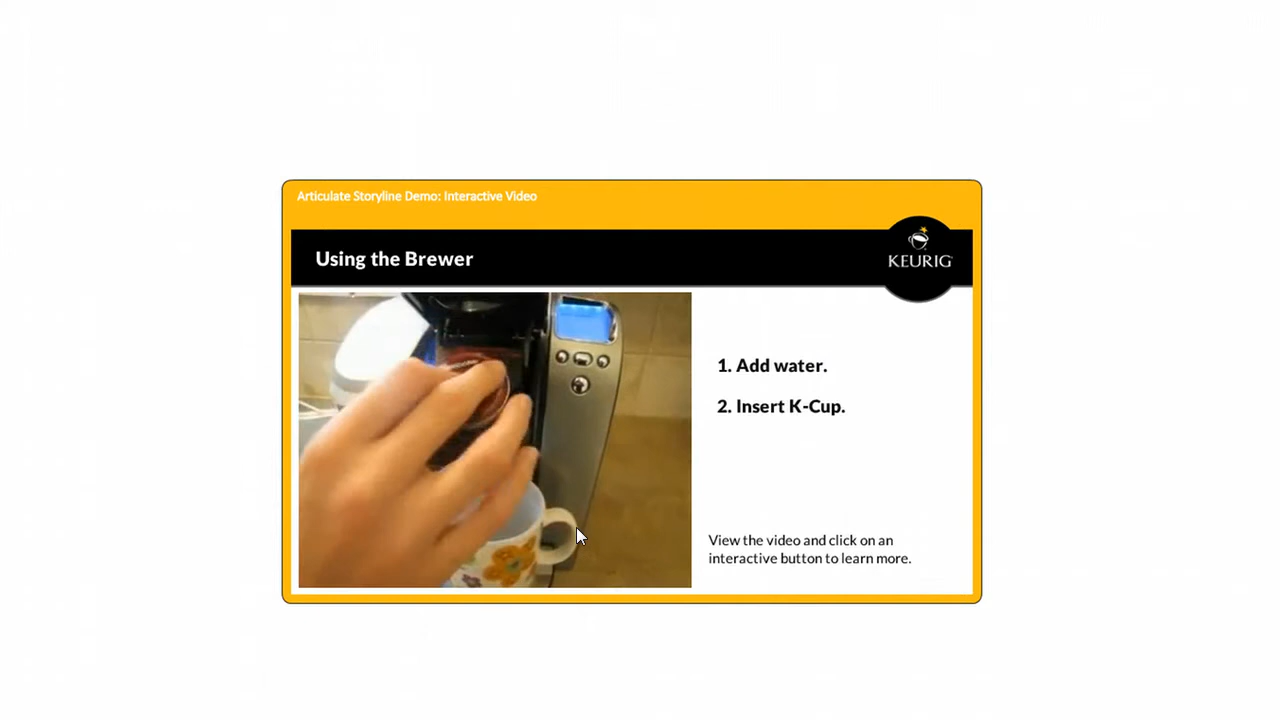 Articulate Storyline Demo: Interactive Video
Using the Brewer
KEURIG
1. Add water.
2. Insert K-Cup.
View the video and click on an
interactive button to learn more.